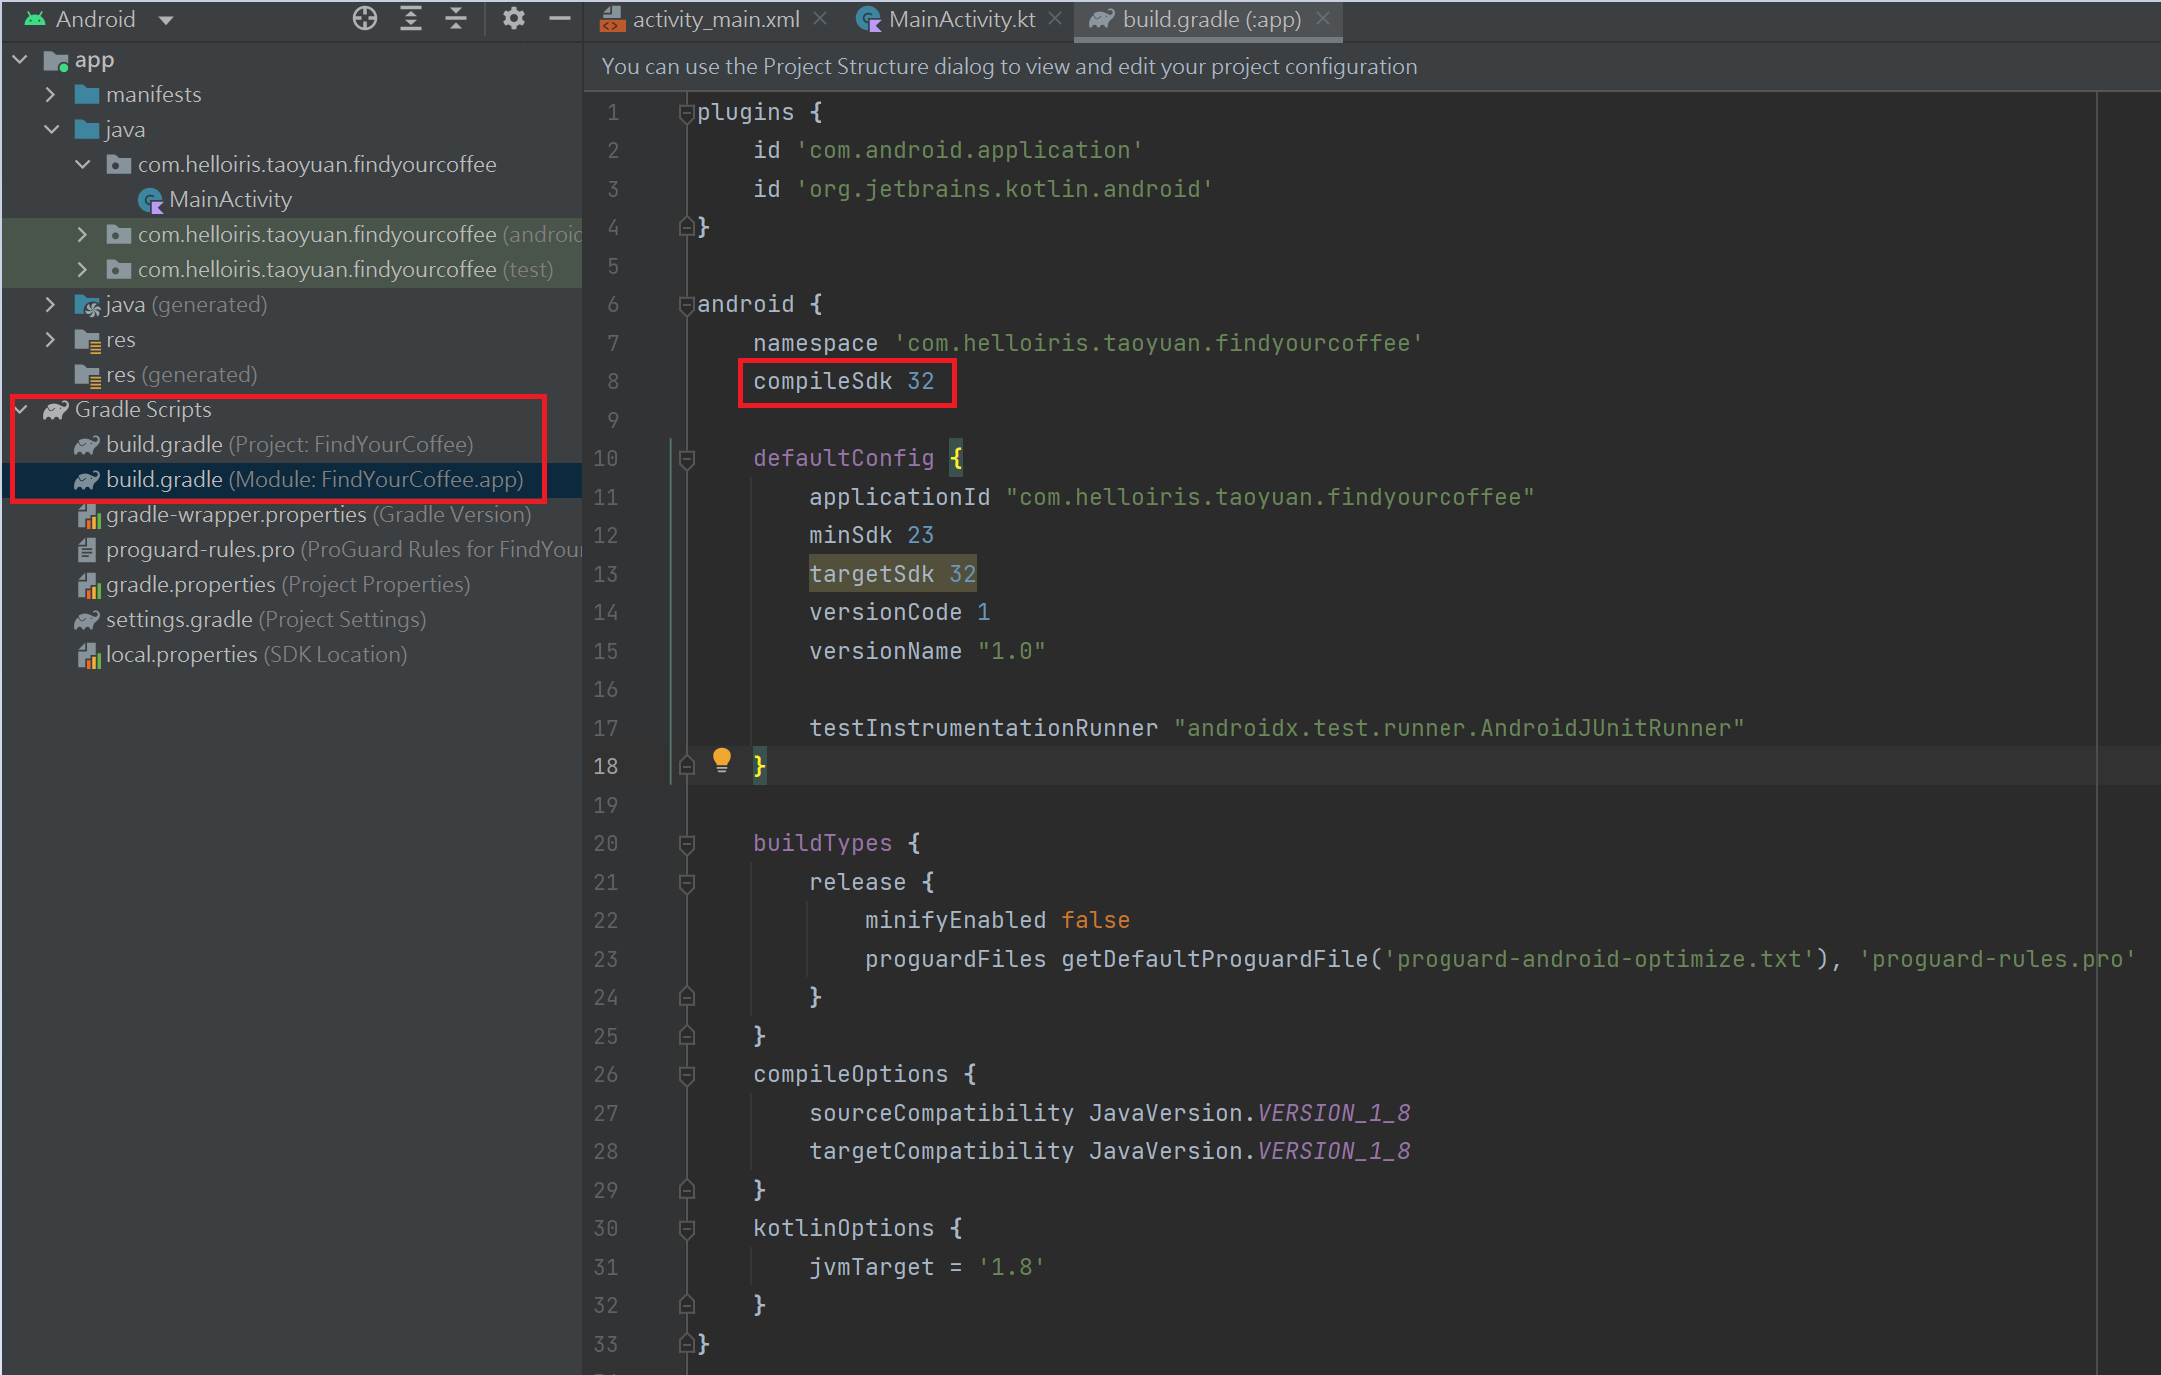 Android
app
manifests
java
com.helloiris.taoyuan.findyourcoffee
MainActivity
com.helloiris.taoyuan.findyourcoffee (android
com.helloiris.taoyuan.findyourcoffee (test)
java (generated)
res
res (generated)
Gradle Scripts
build.gradle (Project: FindYourCoffee)
build.gradle (Module: FindYourCoffee.app)
gradle-wrapper.properties (Gradle Version)
proguard-rules.pro (ProGuard Rules for FindYour
gradle.properties (Project Properties)
settings.gradle (Project Settings)
local.properties (SDK Location)
activity_main.xml
MainActivity.kt
build.gradle (:app)
You can use the Project Structure dialog to view and edit your project configuration
1 plugins {
2 id 'com.android.application'
3 id 'org.jetbrains.kotlin.android'
4 }
5
6 android {
7 namespace 'com.helloiris.taoyuan.findyourcoffee'
8 compileSdk 32
9
10 defaultConfig {
11 applicationId "com.helloiris.taoyuan.findyourcoffee"
12 minSdk 23
13 targetSdk 32
14 versionCode 1
15 versionName "1.0"
16
17 testInstrumentationRunner "androidx.test.runner.AndroidJUnitRunner"
18 }
19
20 buildTypes {
21 release {
22 minifyEnabled false
23 proguardFiles getDefaultProguardFile('proguard-android-optimize.txt'), 'proguard-rules.pro'
24 }
25 }
26 compileOptions {
27 sourceCompatibility JavaVersion.VERSION_1_8
28 targetCompatibility JavaVersion.VERSION_1_8
29 }
30 kotlinOptions {
31 jvmTarget = '1.8'
32 }
33 }